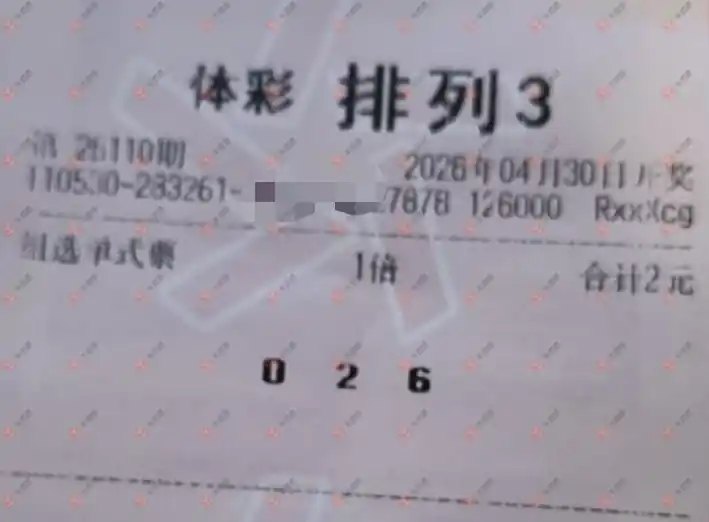 体彩 排列3
第 26110期
2026年04月30日开奖
110530-283261- 7878 126000 RxxXcg
组选单式票 1倍 合计2元
0 2 6